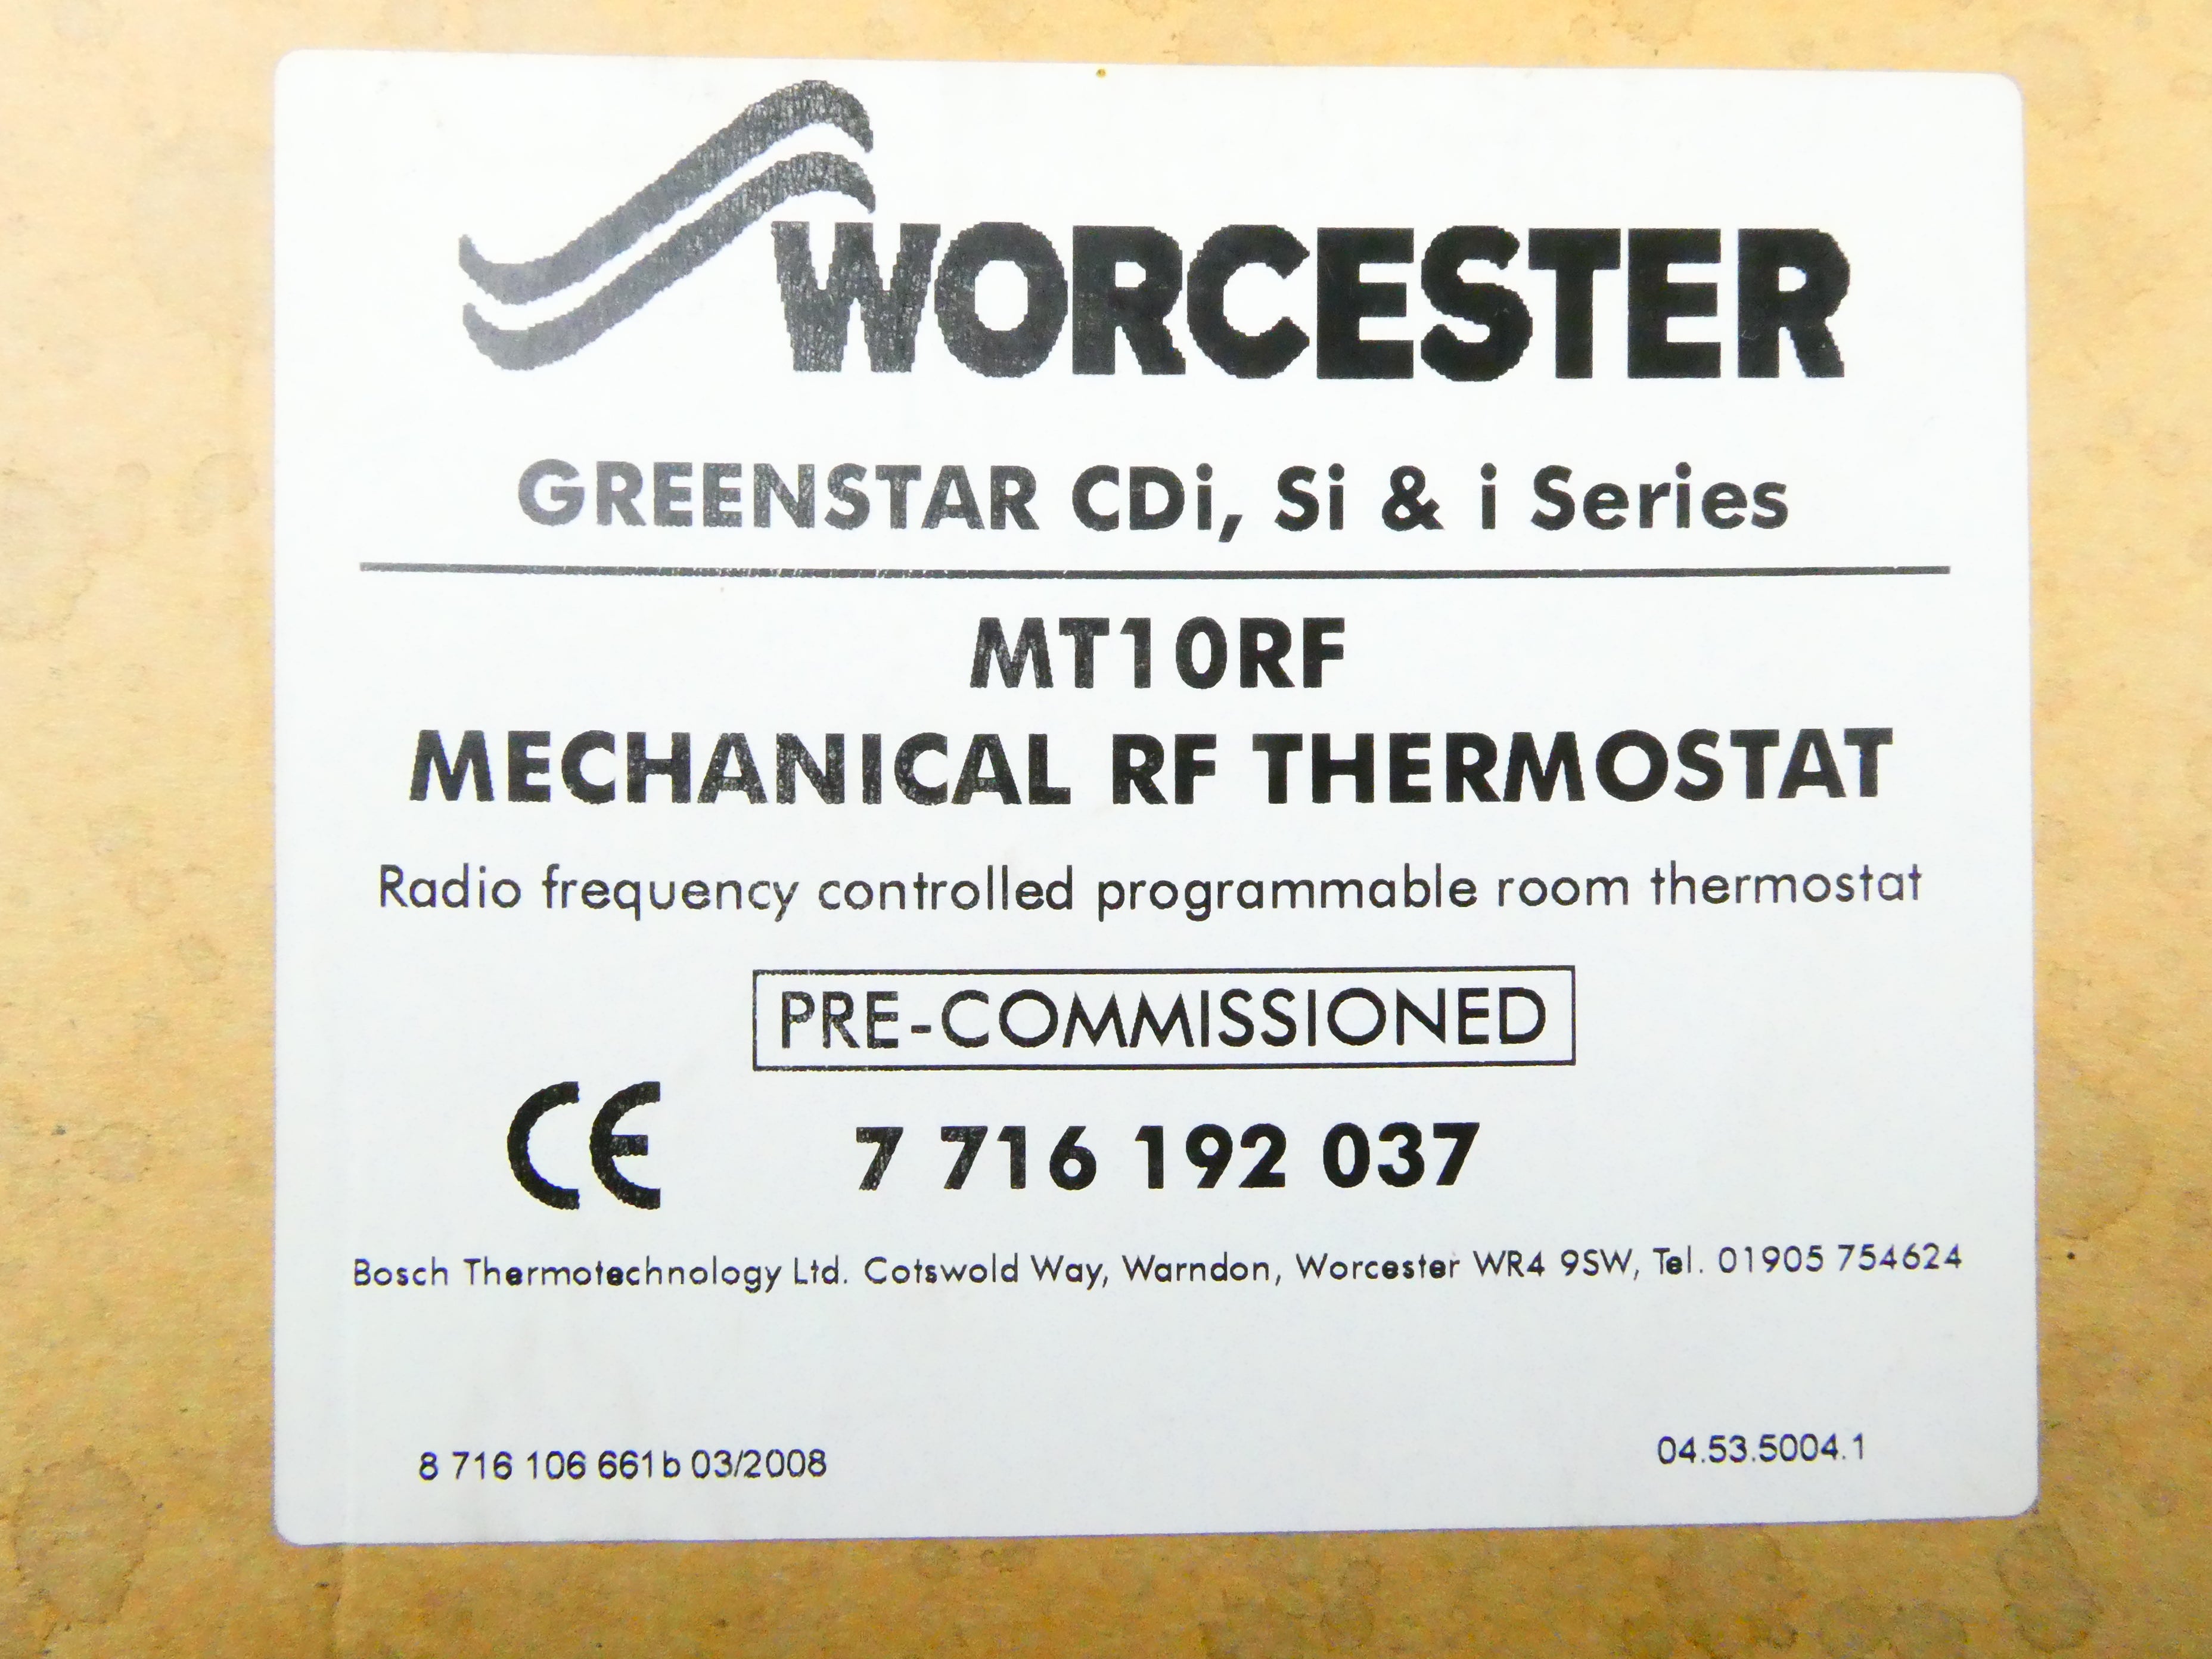 WORCESTER
GREENSTAR CDi, Si & i Series
MT10RF
MECHANICAL RF THERMOSTAT
Radio frequency controlled programmable room thermostat
PRE-COMMISSIONED
CE 7 716 192 037
Bosch Thermotechnology Ltd. Cotswold Way, Warndon, Worcester WR4 9SW, Tel. 01905 754624
8 716 106 661b 03/2008 04.53.5004.1